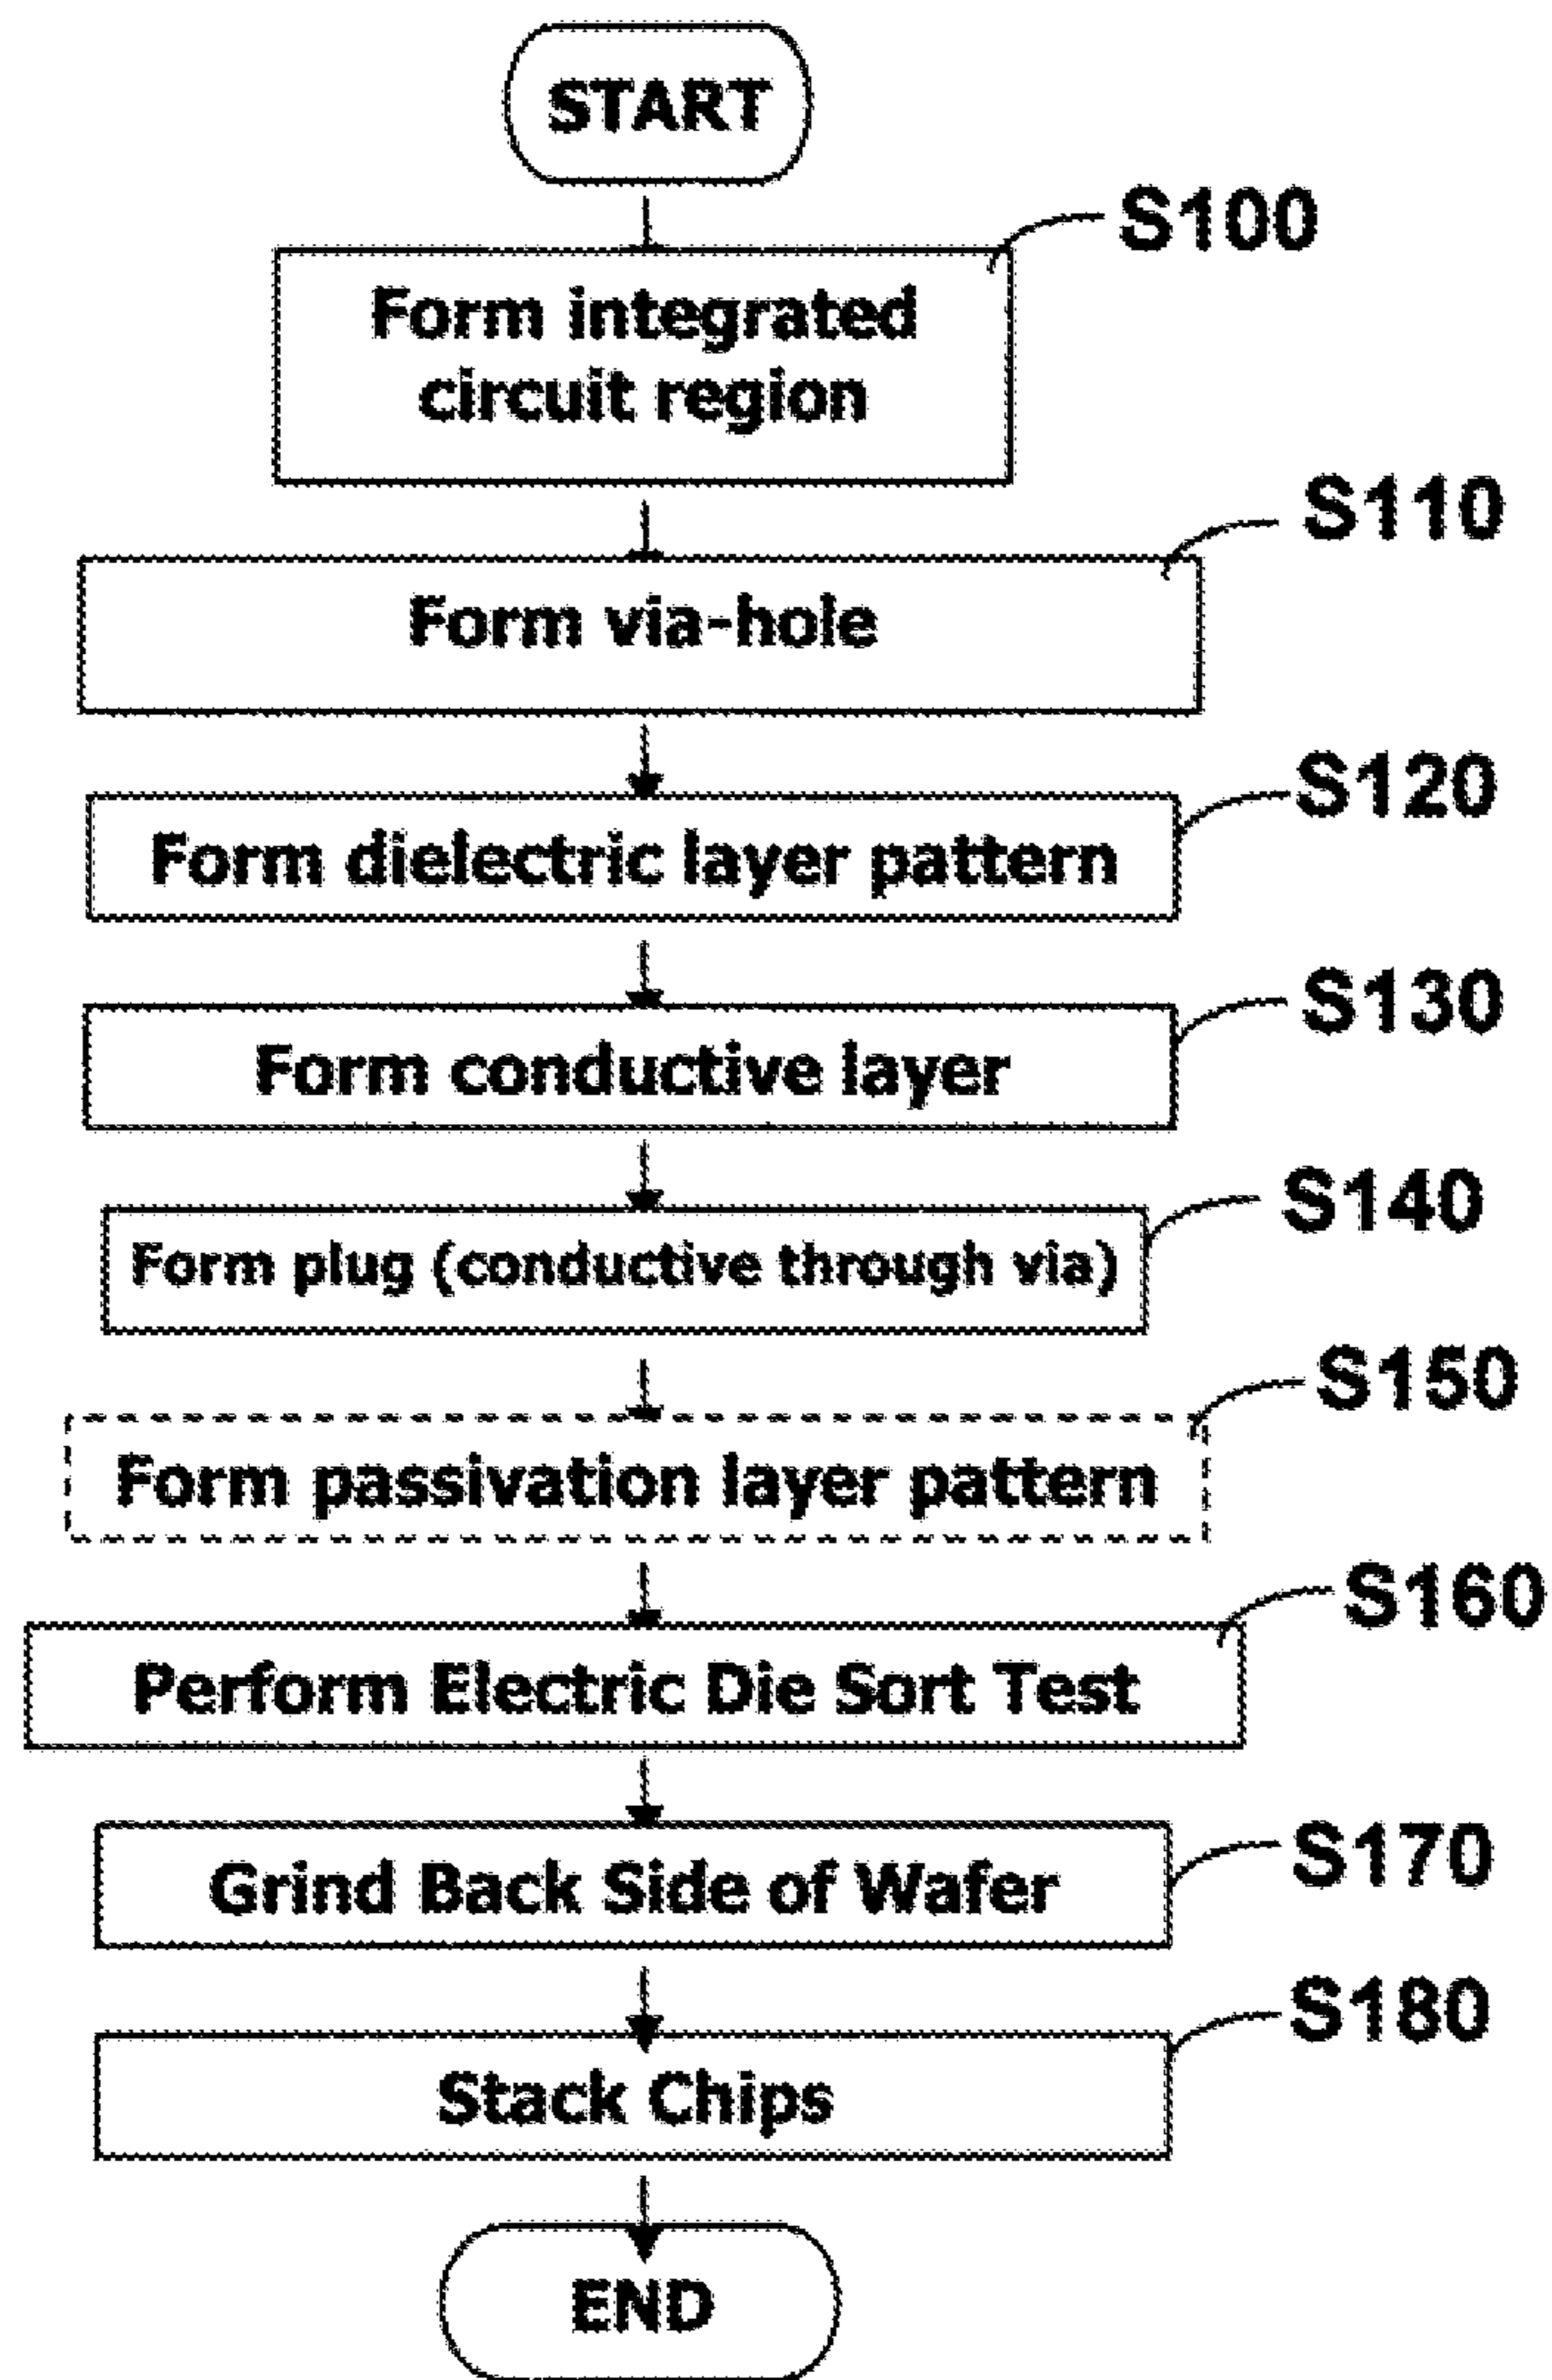 START
S100
Form integrated
circuit region
S110
Form via-hole
S120
Form dielectric layer pattern
S130
Form conductive layer
S140
Form plug (conductive through via)
S150
Form passivation layer pattern
S160
Perform Electric Die Sort Test
S170
Grind Back Side of Wafer
S180
Stack Chips
END